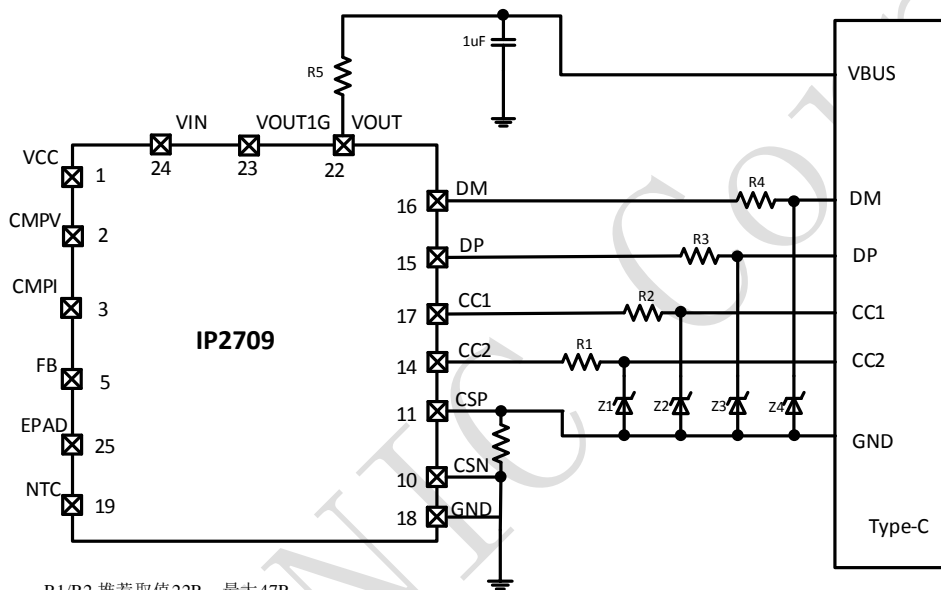 1uF
R5
VBUS
VIN
VOUT1G
VOUT
VCC
24
23
22
1
DM
R4
DM
16
CMPV
2
DP
R3
DP
15
CMPI
3
CC1
R2
CC1
17
IP2709
CC2
R1
CC2
14
FB
5
CSP
11
Z1
Z2
Z3
Z4
GND
EPAD
25
CSN
10
NTC
19
GND
18
Type-C